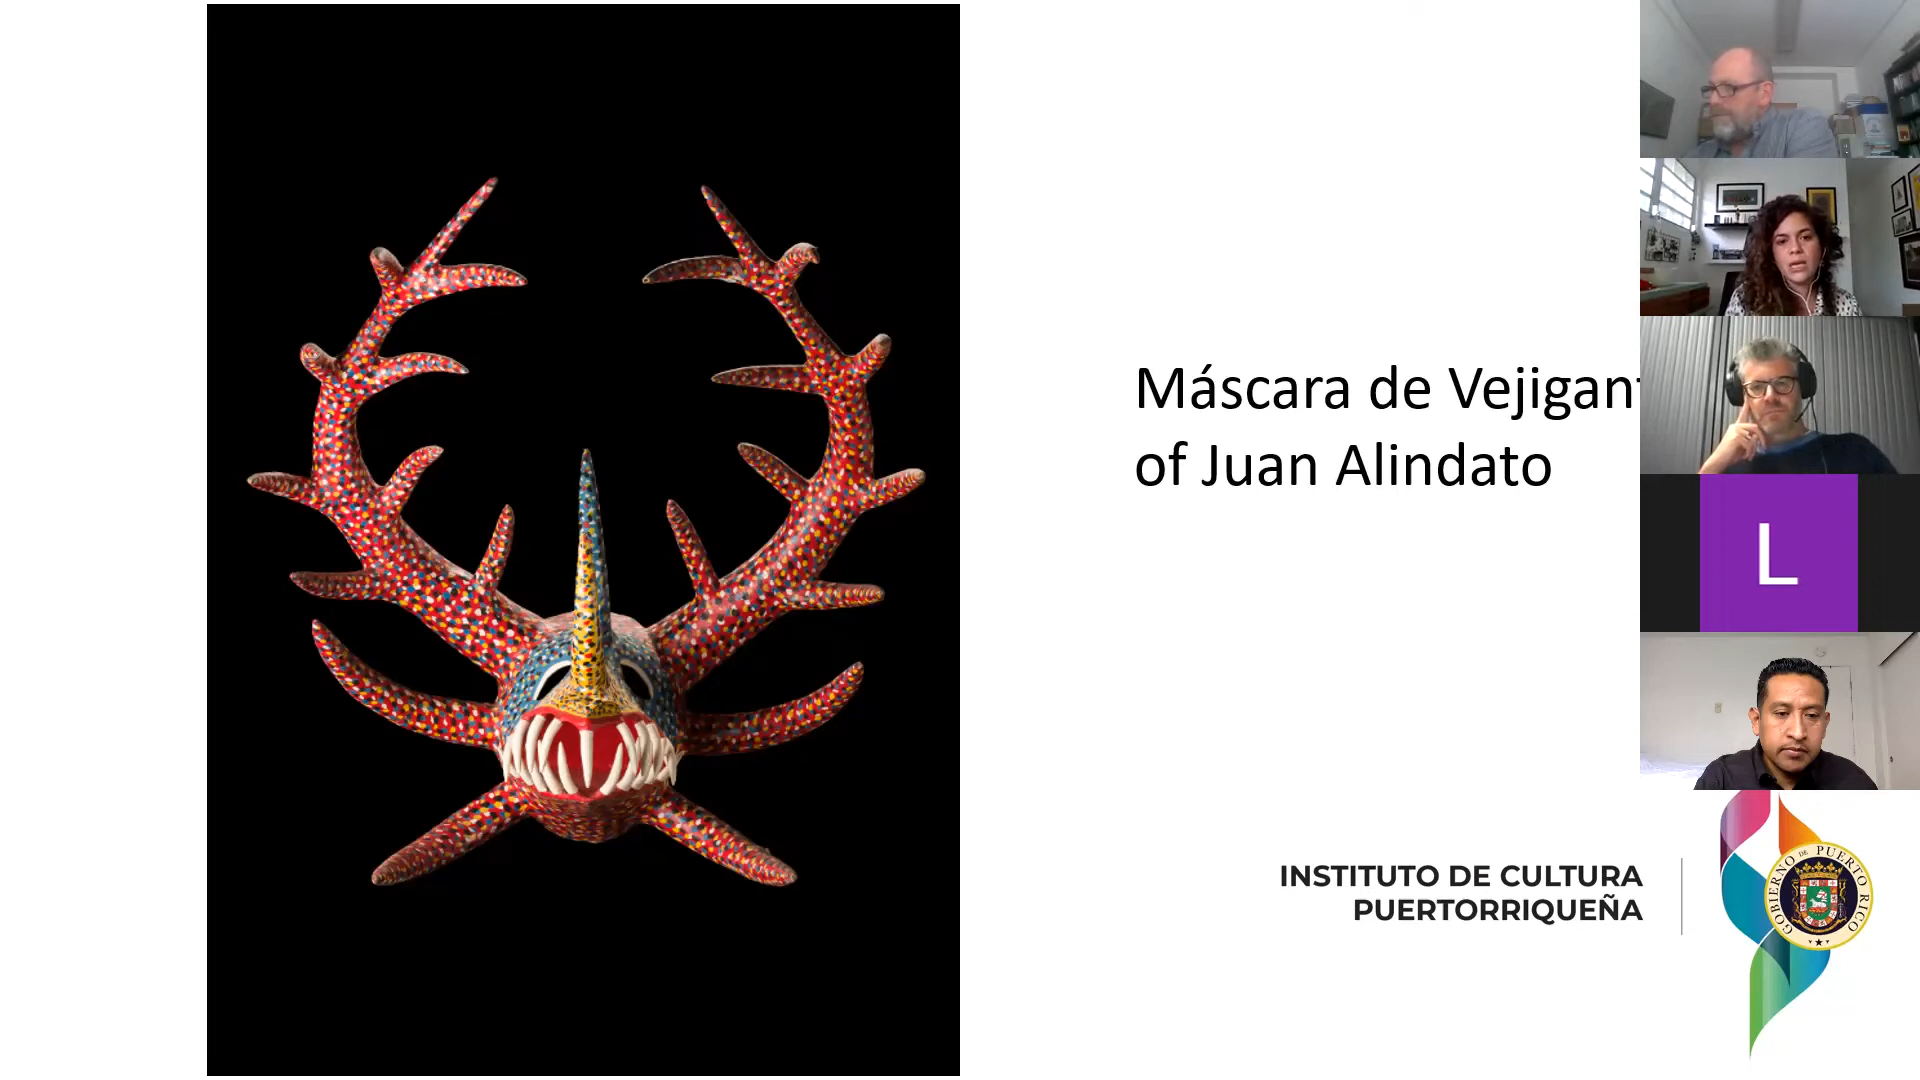 Máscara de Vejigan
of Juan Alindato
L
INSTITUTO DE CULTURA
PUERTORRIQUEÑA
GOBIERNO DE PUERTO RICO